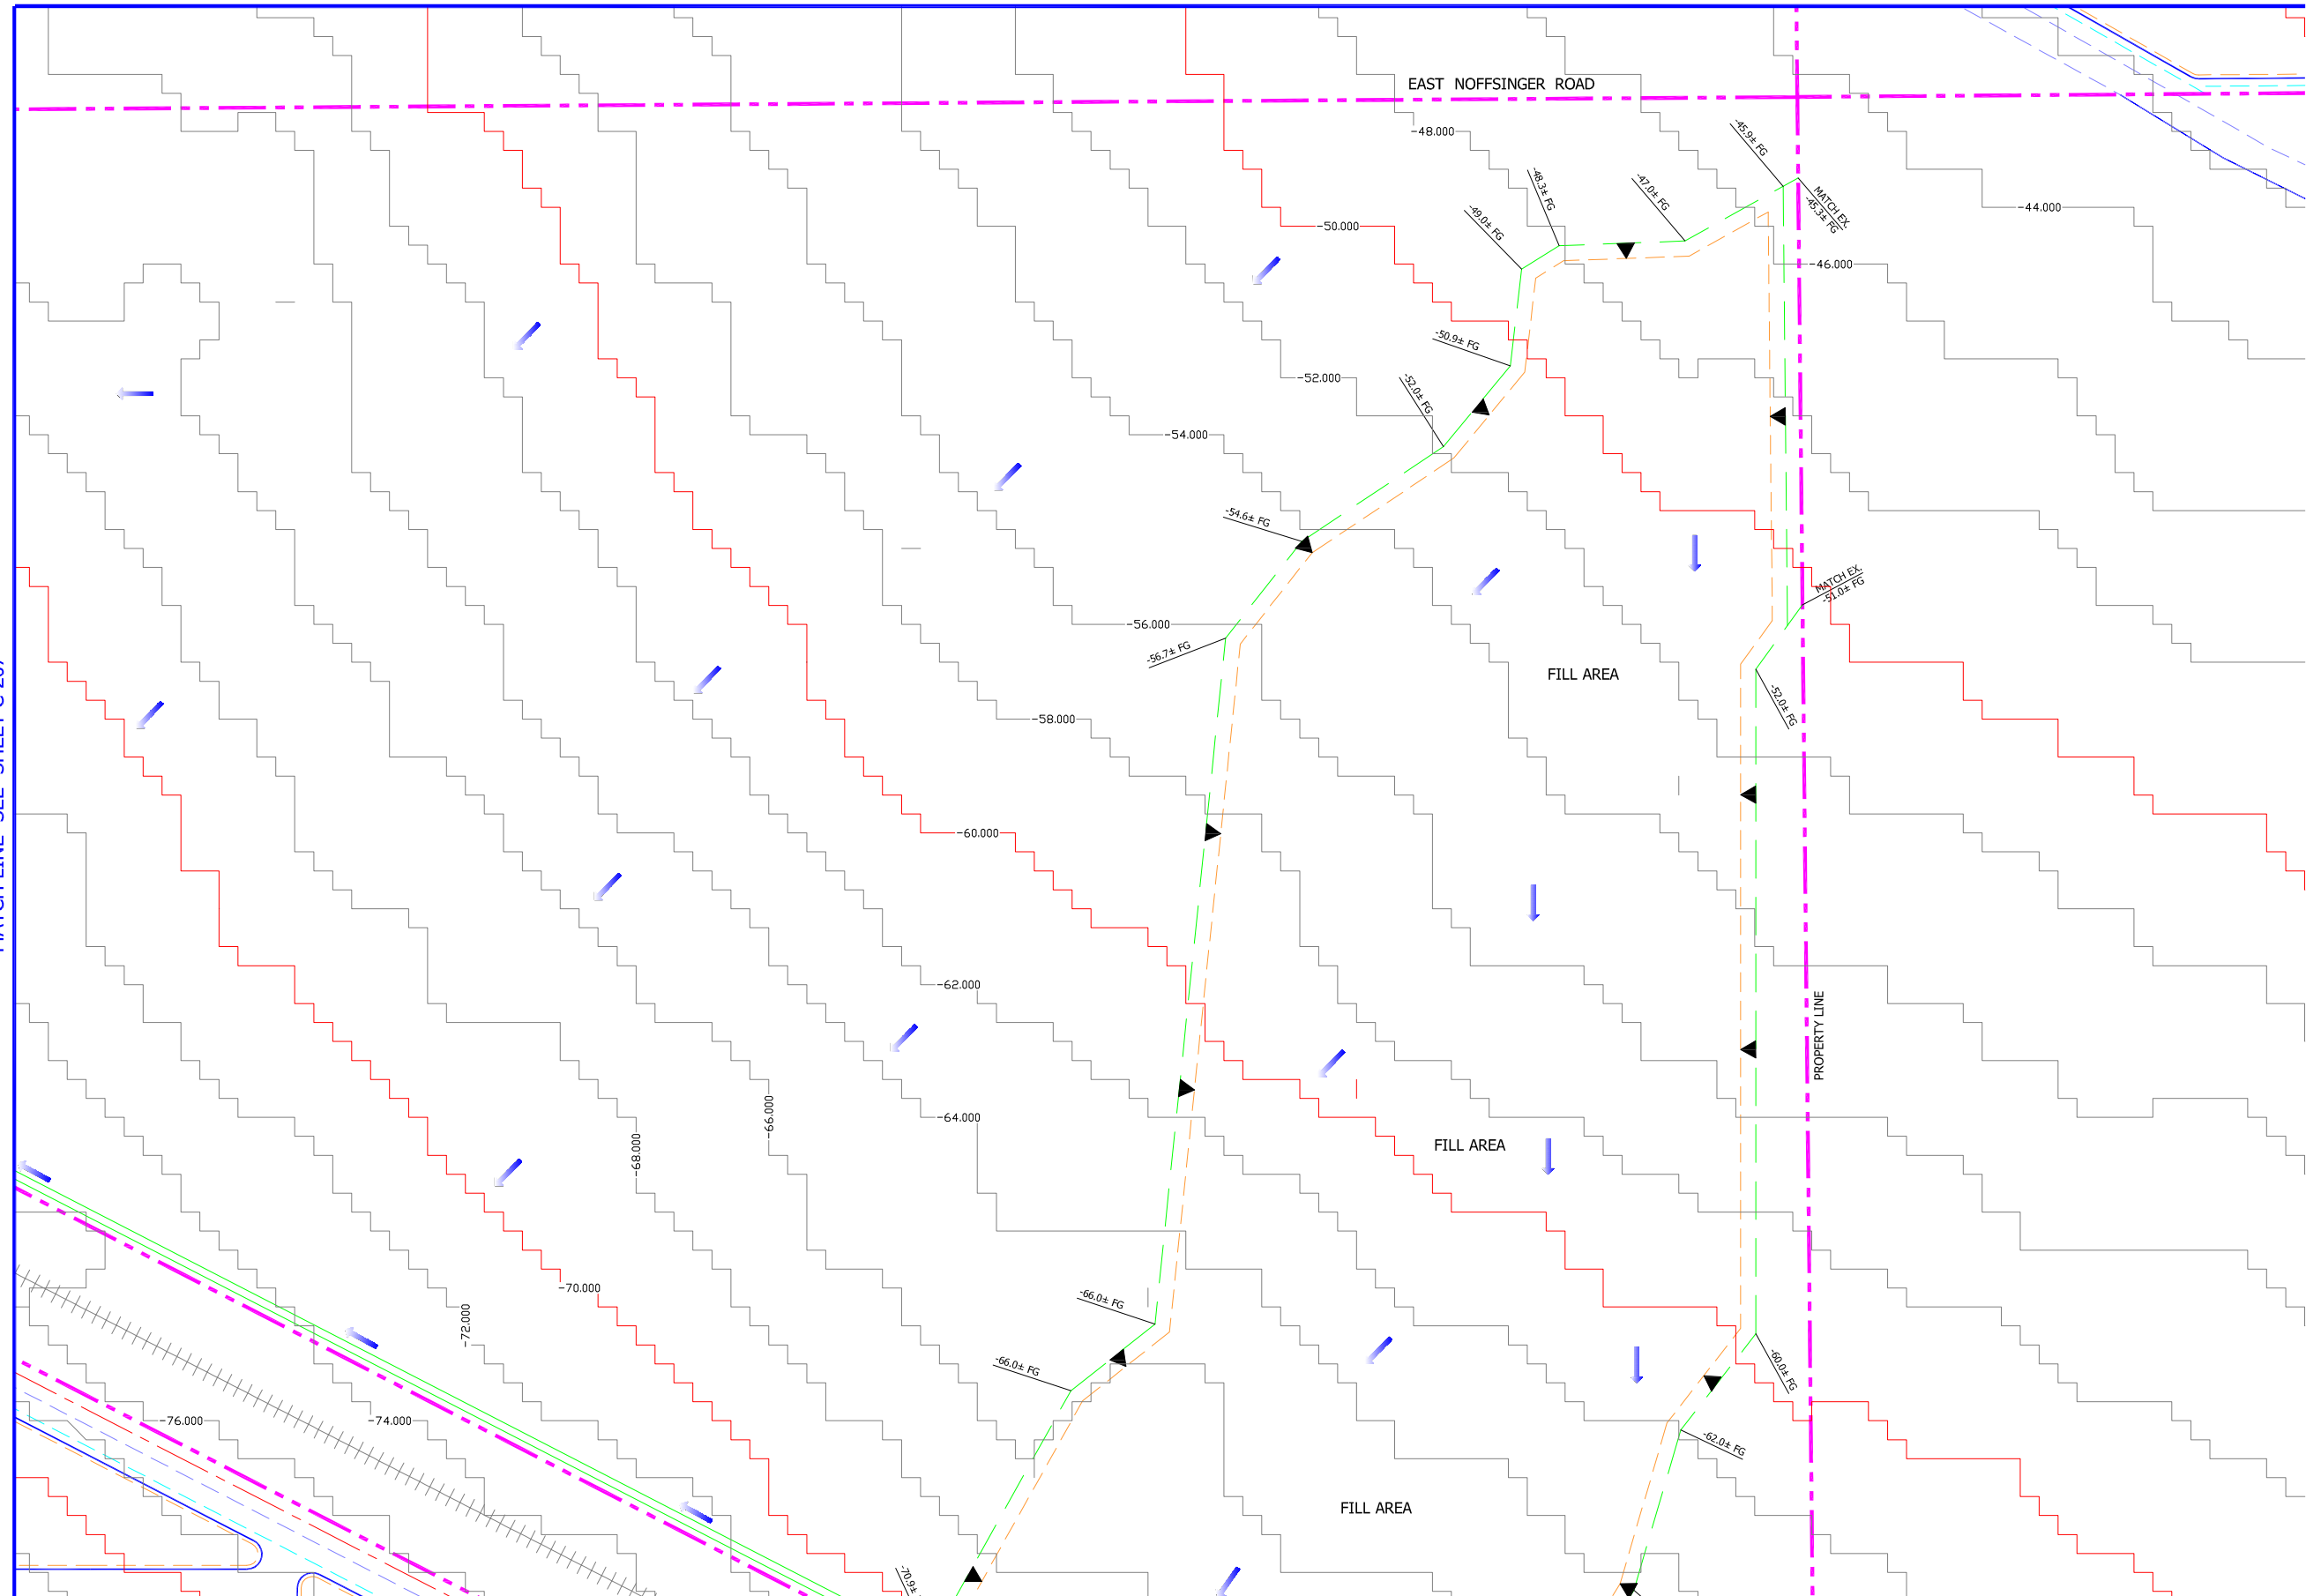 EAST NOFFSINGER ROAD
-48.000
-45.9± FG
-48.3± FG
-47.0± FG
-49.0± FG
MATCH EX.
-45.3± FG
-44.000
-50.000
-46.000
-50.9± FG
-52.000
-52.0± FG
-54.000
-54.6± FG
MATCH EX.
-51.0± FG
-56.000
-56.7± FG
FILL AREA
-52.0± FG
-58.000
-60.000
-62.000
PROPERTY LINE
-64.000
-66.000
-68.000
FILL AREA
-70.000
-66.0± FG
-72.000
-66.0± FG
-60.0± FG
-76.000
-74.000
-62.0± FG
FILL AREA
-70.9±